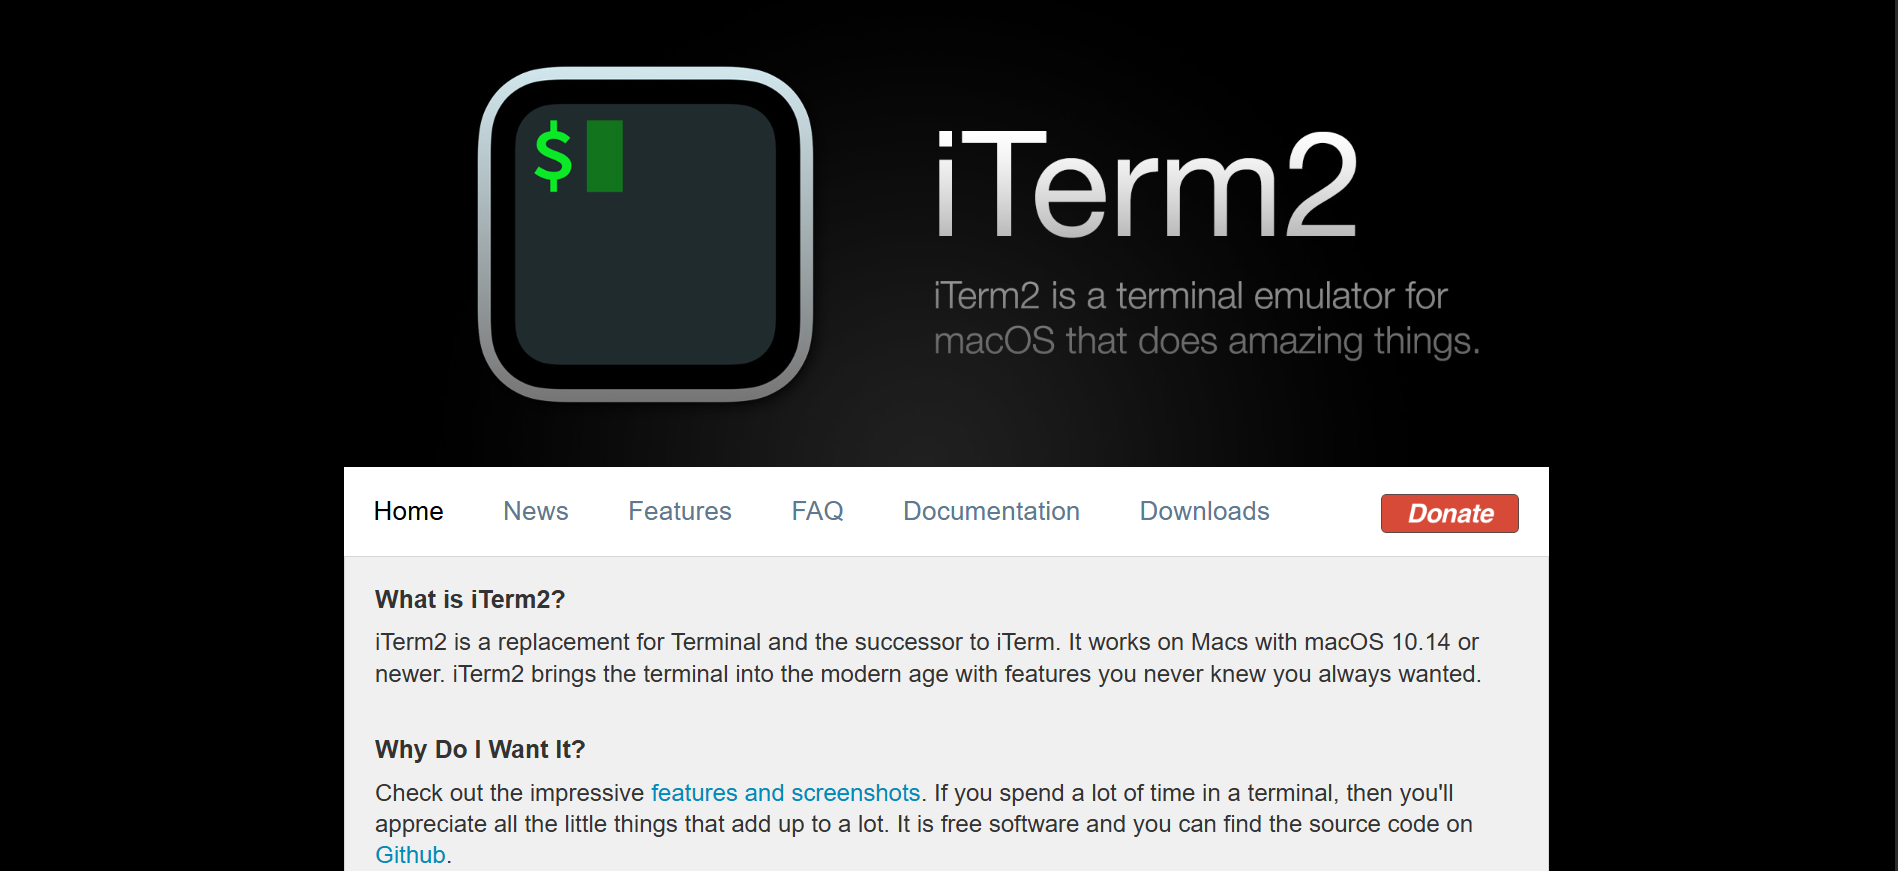 $
iTerm2
iTerm2 is a terminal emulator for
macOS that does amazing things.
Home News Features FAQ Documentation Downloads Donate
What is iTerm2?
iTerm2 is a replacement for Terminal and the successor to iTerm. It works on Macs with macOS 10.14 or
newer. iTerm2 brings the terminal into the modern age with features you never knew you always wanted.
Why Do I Want It?
Check out the impressive features and screenshots. If you spend a lot of time in a terminal, then you'll
appreciate all the little things that add up to a lot. It is free software and you can find the source code on
Github.